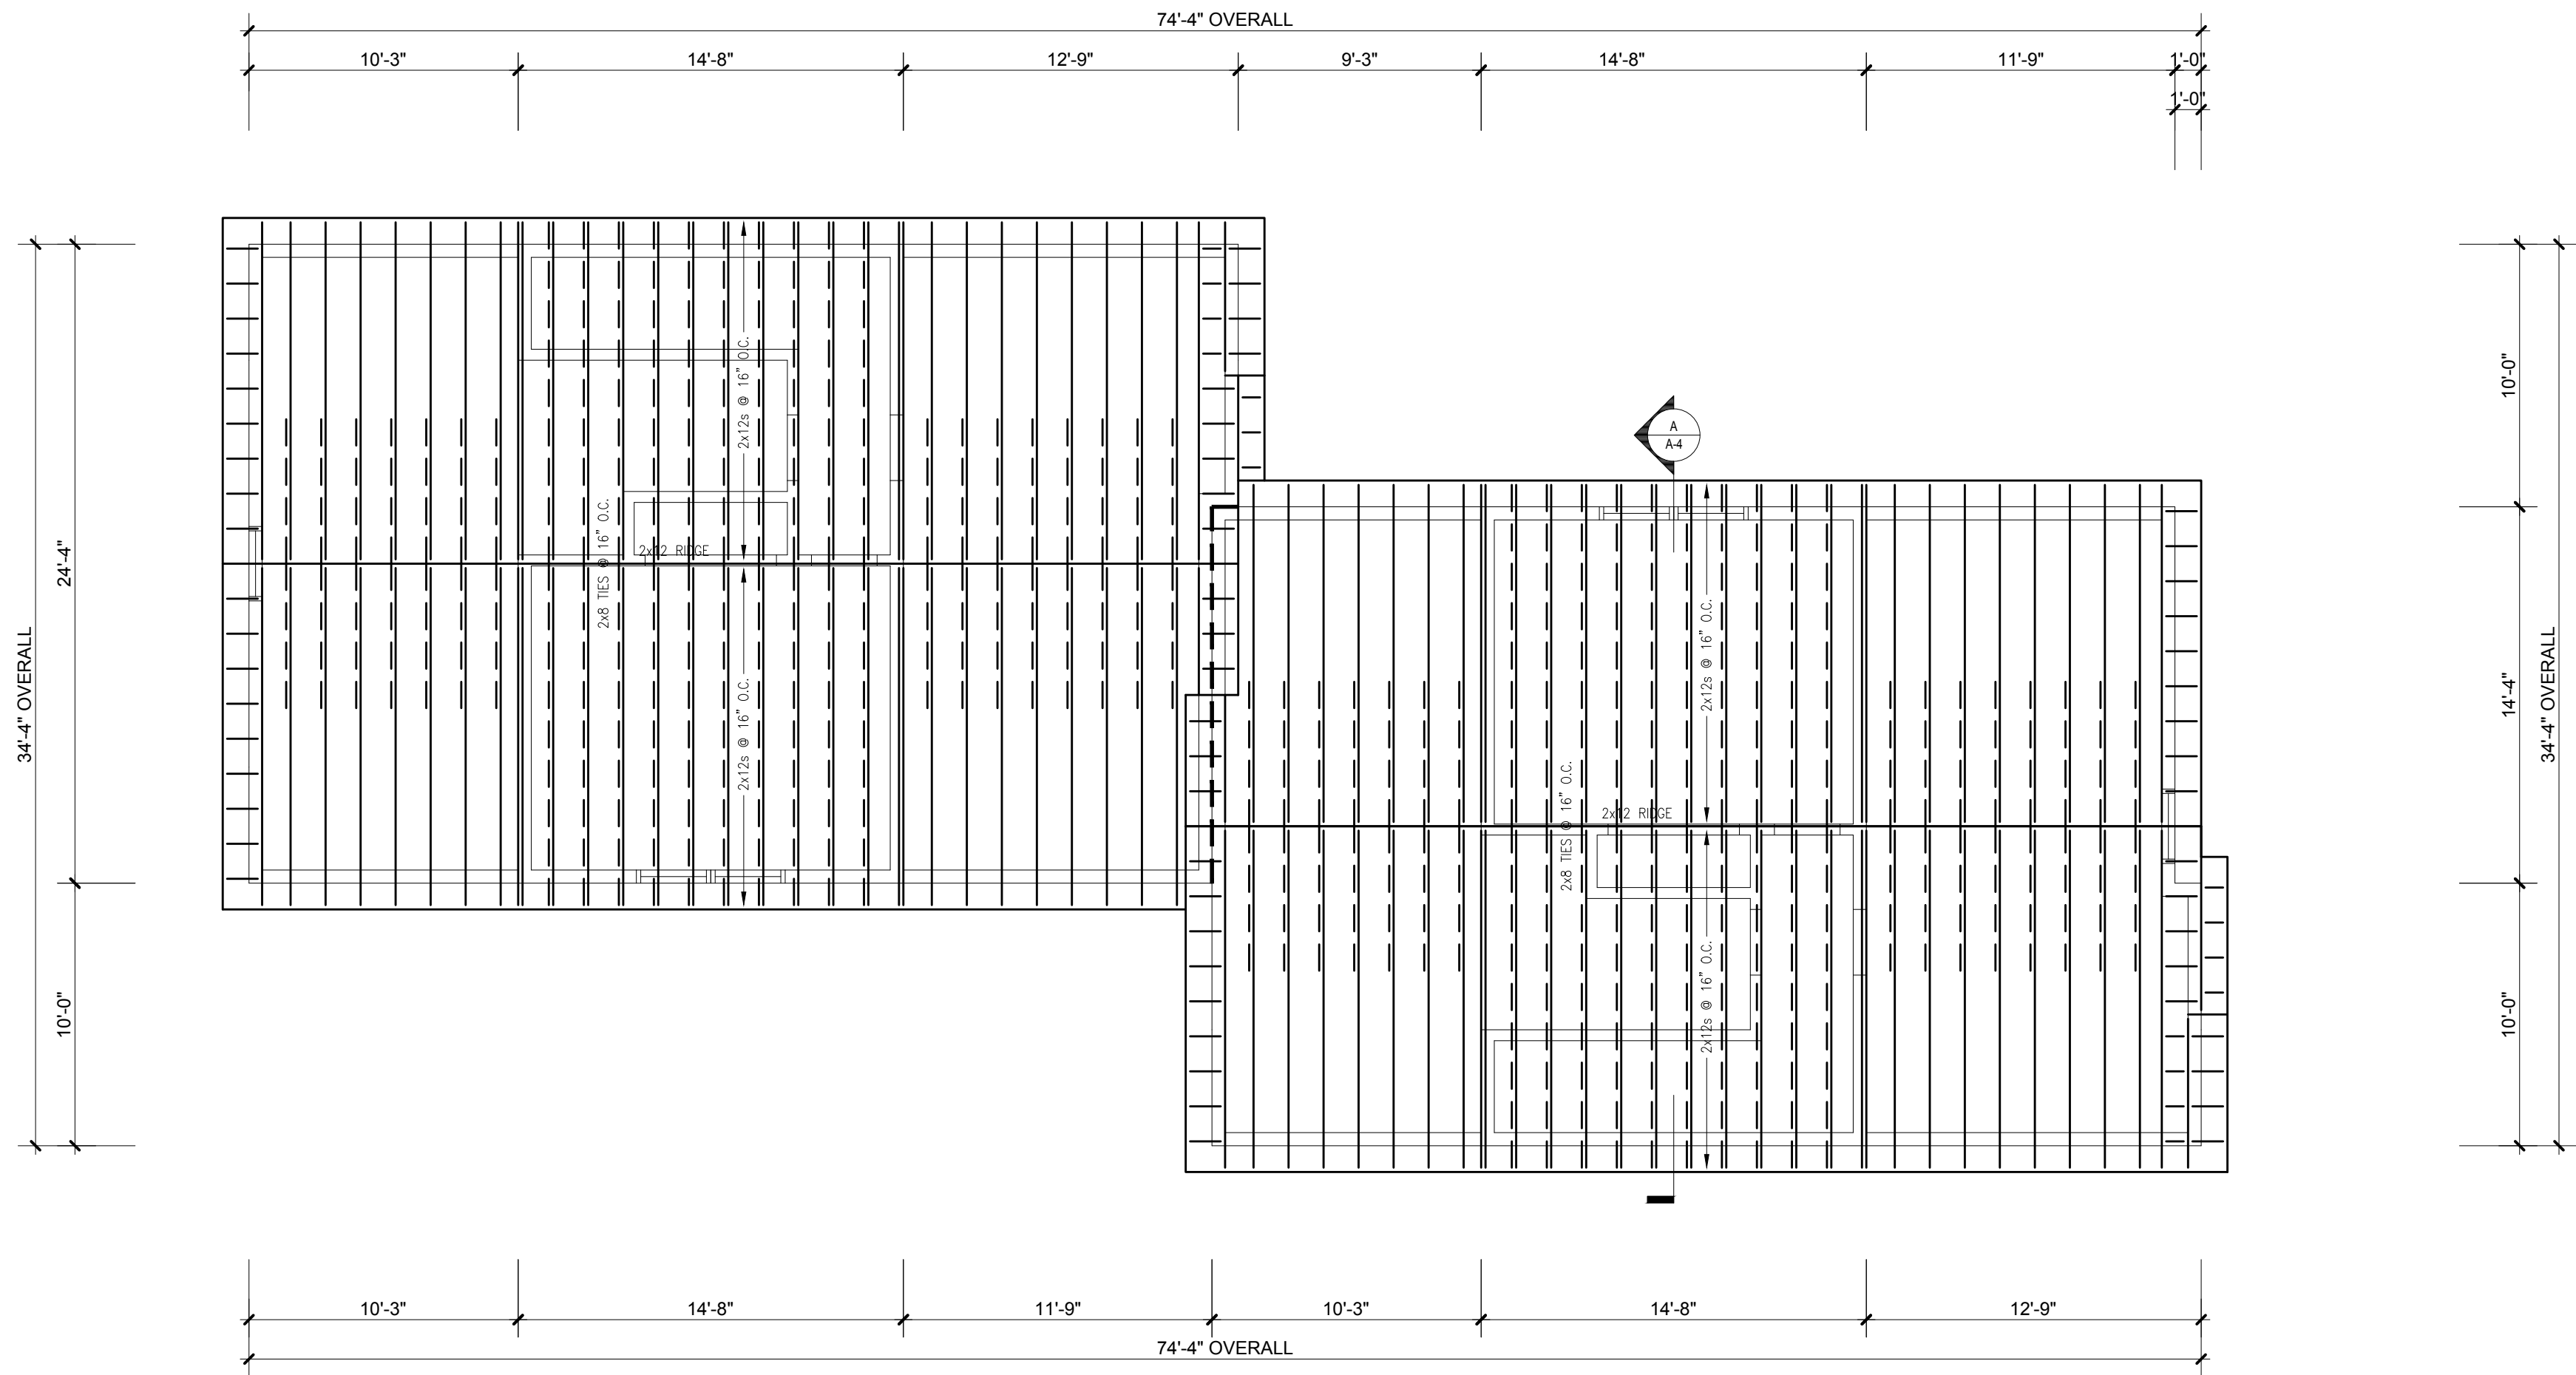 74'-4" OVERALL
10'-3"
14'-8"
12'-9"
9'-3"
14'-8"
11'-9"
1'-0"
1'-0"
34'-4" OVERALL
24'-4"
10'-0"
2x12s @ 16" O.C.
2x8 TIES @ 16" O.C.
2x12 RIDGE
2x12s @ 16" O.C.
A
A-4
2x12s @ 16" O.C.
2x8 TIES @ 16" O.C.
2x12 RIDGE
2x12s @ 16" O.C.
10'-0"
14'-4"
10'-0"
34'-4" OVERALL
10'-3"
14'-8"
11'-9"
10'-3"
14'-8"
12'-9"
74'-4" OVERALL